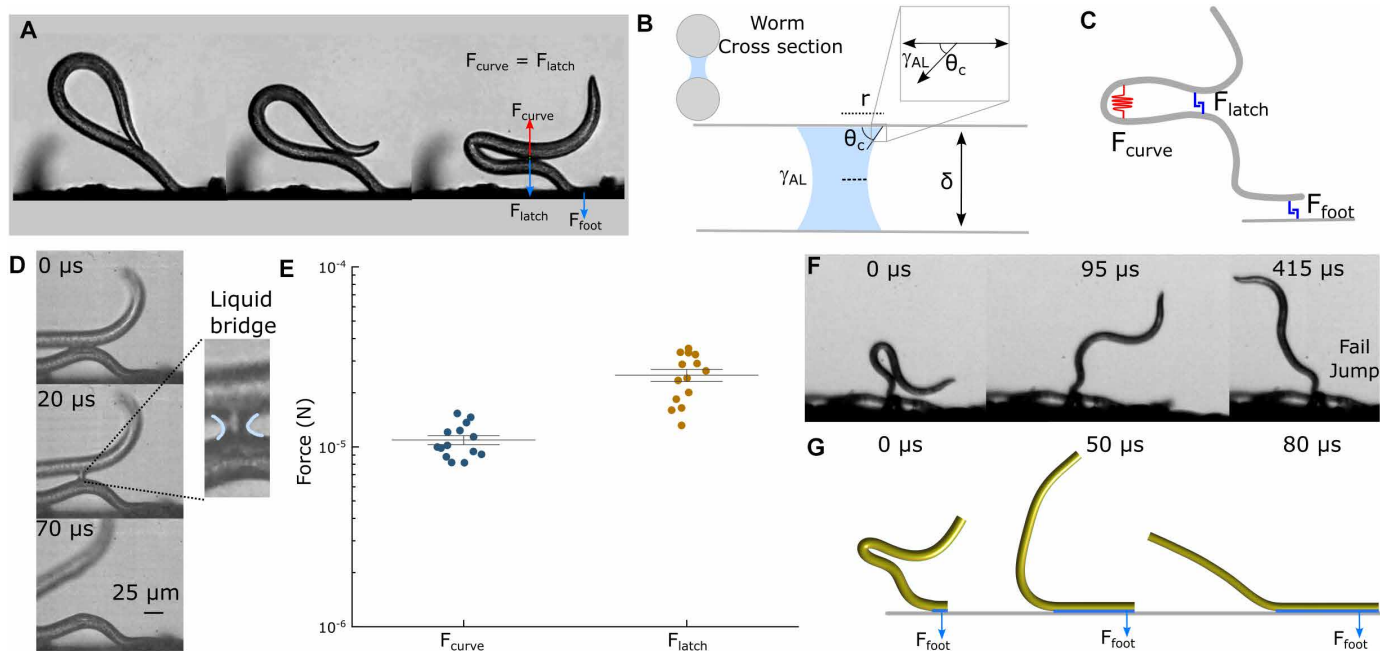 A
F_curve = F_latch
F_curve
F_latch
F_foot
B
Worm
Cross section
γ_AL
θ_c
r
θ_c
γ_AL
δ
C
F_latch
F_curve
F_foot
D
0 µs
20 µs
70 µs
25 µm
Liquid
bridge
E
Force (N)
10^-4
10^-5
10^-6
F_curve
F_latch
F
0 µs
95 µs
415 µs
Fail
Jump
G
0 µs
50 µs
80 µs
F_foot
F_foot
F_foot